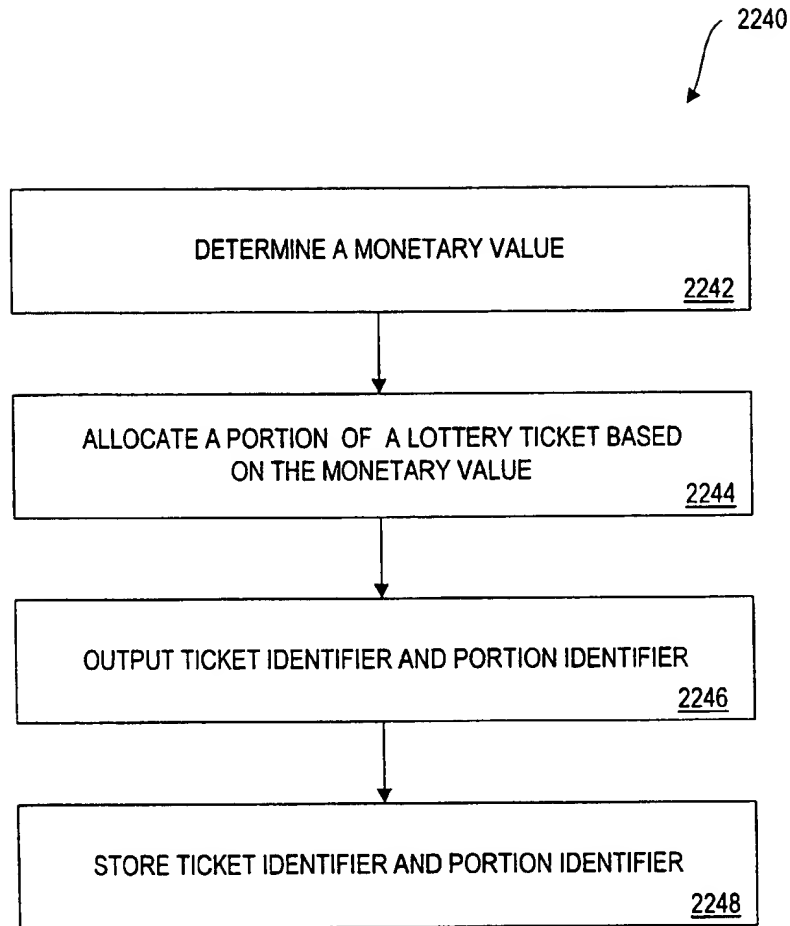 2240
DETERMINE A MONETARY VALUE
2242
ALLOCATE A PORTION OF A LOTTERY TICKET BASED
ON THE MONETARY VALUE
2244
OUTPUT TICKET IDENTIFIER AND PORTION IDENTIFIER
2246
STORE TICKET IDENTIFIER AND PORTION IDENTIFIER
2248